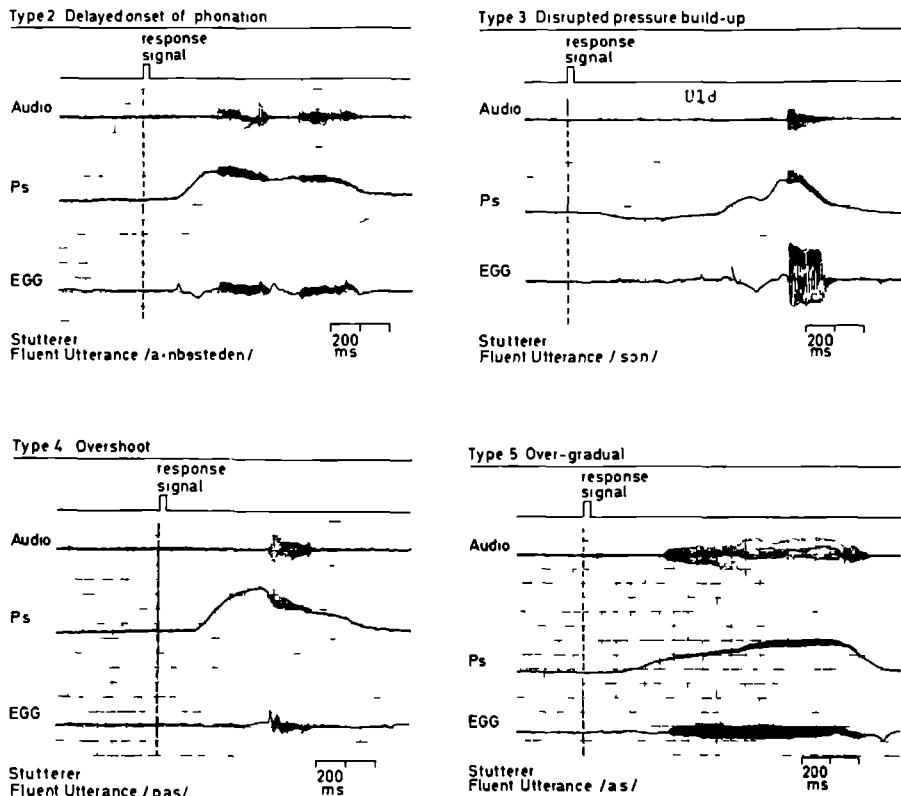 Type 2 Delayed onset of phonation
response
signal
Audio
Ps
EGG
200
ms
Stutterer
Fluent Utterance /a·nbəsteden/
Type 3 Disrupted pressure build-up
response
signal
Audio
Ps
EGG
200
ms
Stutterer
Fluent Utterance /sɔn/
Type 4 Overshoot
response
signal
Audio
Ps
EGG
200
ms
Stutterer
Fluent Utterance /pas/
Type 5 Over-gradual
response
signal
Audio
Ps
EGG
200
ms
Stutterer
Fluent Utterance /as/